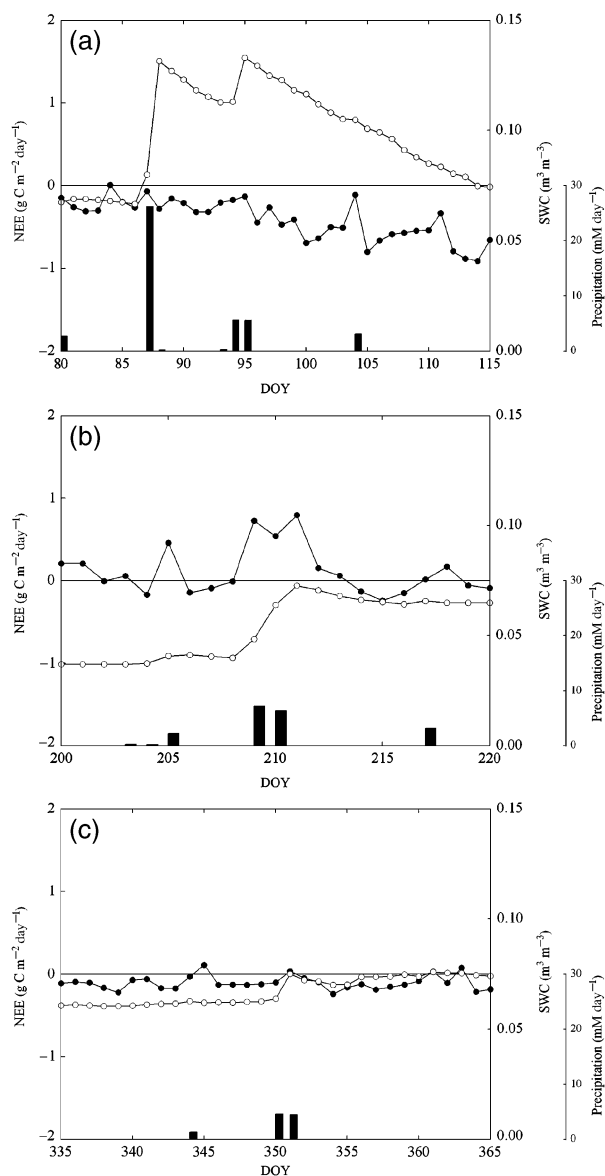 (a)
2
1
0
−1
−2
NEE (g C m⁻² day⁻¹)
0.15
0.10
0.05
0.00
SWC (m³ m⁻³)
30
20
10
0
Precipitation (mm day⁻¹)
80 85 90 95 100 105 110 115
DOY
(b)
2
1
0
−1
−2
NEE (g C m⁻² day⁻¹)
0.15
0.10
0.05
0.00
SWC (m³ m⁻³)
30
20
10
0
Precipitation (mm day⁻¹)
200 205 210 215 220
DOY
(c)
2
1
0
−1
−2
NEE (g C m⁻² day⁻¹)
0.15
0.10
0.05
0.00
SWC (m³ m⁻³)
30
20
10
0
Precipitation (mm day⁻¹)
335 340 345 350 355 360 365
DOY